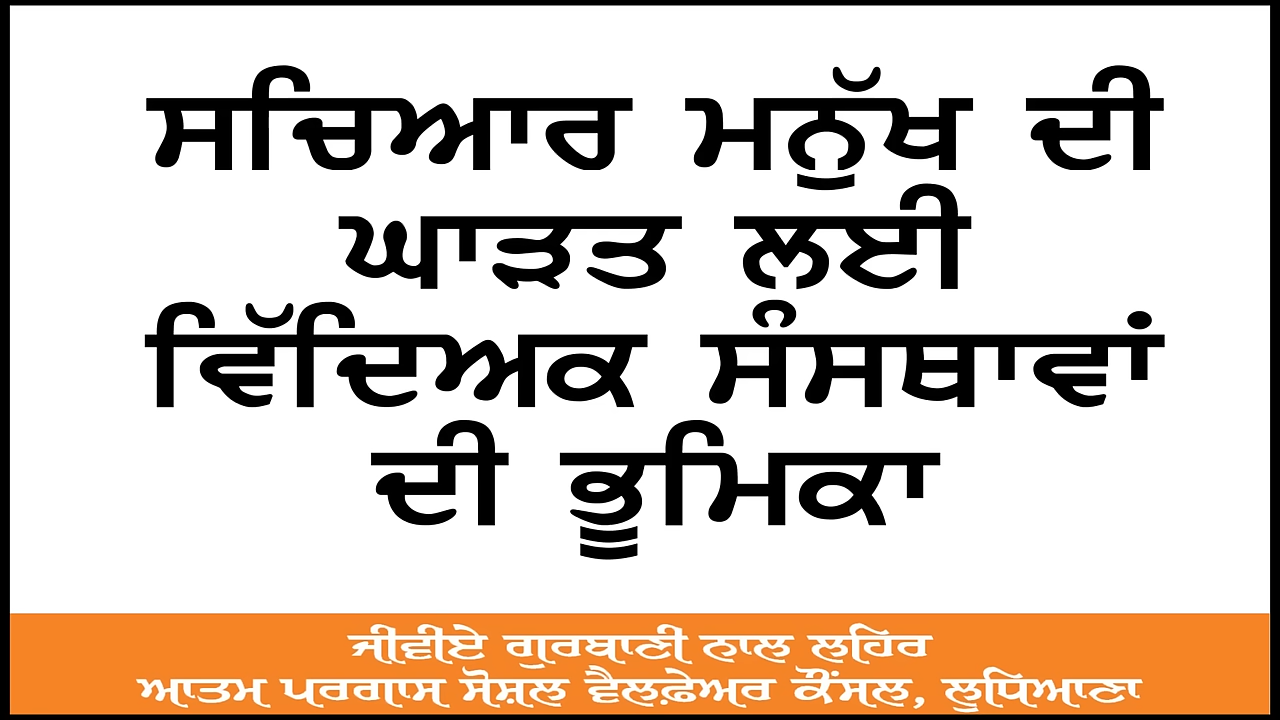 ਸਚਿਆਰ ਮਨੁੱਖ ਦੀ
ਘਾੜਤ ਲਈ
ਵਿੱਦਿਅਕ ਸੰਸਥਾਵਾਂ
ਦੀ ਭੂਮਿਕਾ
ਜੀਵੀਏ ਗੁਰਬਾਣੀ ਨਾਲ ਲਹਿਰ
ਆਤਮ ਪਰਗਾਸ ਸੋਸ਼ਲ ਵੈਲਫ਼ੇਅਰ ਕੌਂਸਲ, ਲੁਧਿਆਣਾ